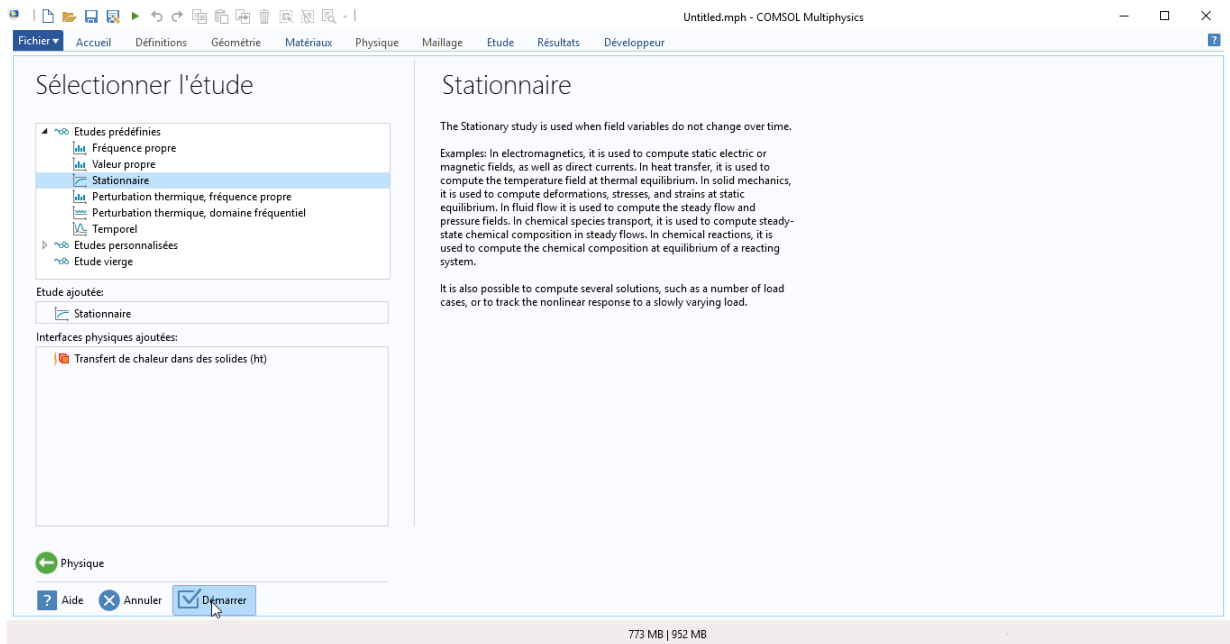 Untitled.mph - COMSOL Multiphysics
Fichier Accueil Définitions Géométrie Matériaux Physique Maillage Etude Résultats Développeur ?
Sélectionner l'étude
Etudes prédéfinies
Fréquence propre
Valeur propre
Stationnaire
Perturbation thermique, fréquence propre
Perturbation thermique, domaine fréquentiel
Temporel
Etudes personnalisées
Etude vierge
Etude ajoutée:
Stationnaire
Interfaces physiques ajoutées:
Transfert de chaleur dans des solides (ht)
Physique
? Aide Annuler Démarrer
Stationnaire
The Stationary study is used when field variables do not change over time.
Examples: In electromagnetics, it is used to compute static electric or
magnetic fields, as well as direct currents. In heat transfer, it is used to
compute the temperature field at thermal equilibrium. In solid mechanics,
it is used to compute deformations, stresses, and strains at static
equilibrium. In fluid flow it is used to compute the steady flow and
pressure fields. In chemical species transport, it is used to compute steady-
state chemical composition in steady flows. In chemical reactions, it is
used to compute the chemical composition at equilibrium of a reacting
system.
It is also possible to compute several solutions, such as a number of load
cases, or to track the nonlinear response to a slowly varying load.
773 MB | 952 MB